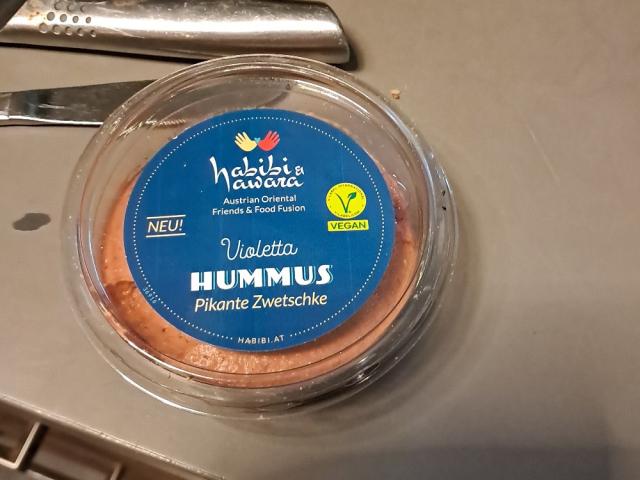 habibi &
hawara
Austrian Oriental
Friends & Food Fusion
NEU!
VEGAN
Violetta
HUMMUS
Pikante Zwetschke
HABIBI.AT